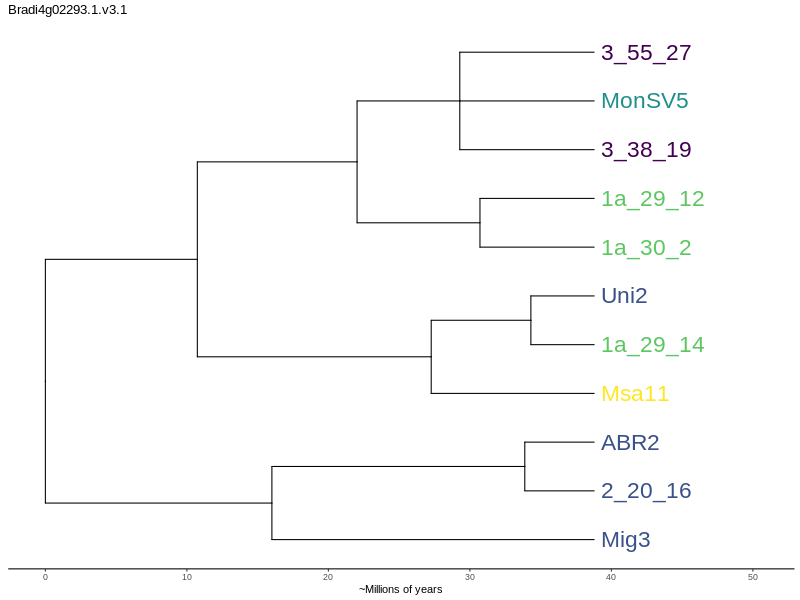 Bradi4g02293.1.v3.1
3_55_27
MonSV5
3_38_19
1a_29_12
1a_30_2
Uni2
1a_29_14
Msa11
ABR2
2_20_16
Mig3
0 10 20 30 40 50
~Millions of years